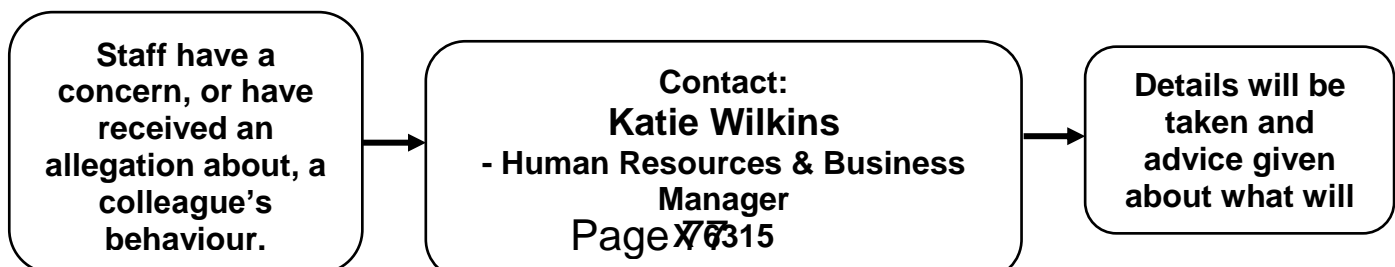 Staff have a
concern, or have
received an
allegation about, a
colleague’s
behaviour.
Contact:
Katie Wilkins
- Human Resources & Business
Manager
Page
6315
Details will be
taken and
advice given
about what will